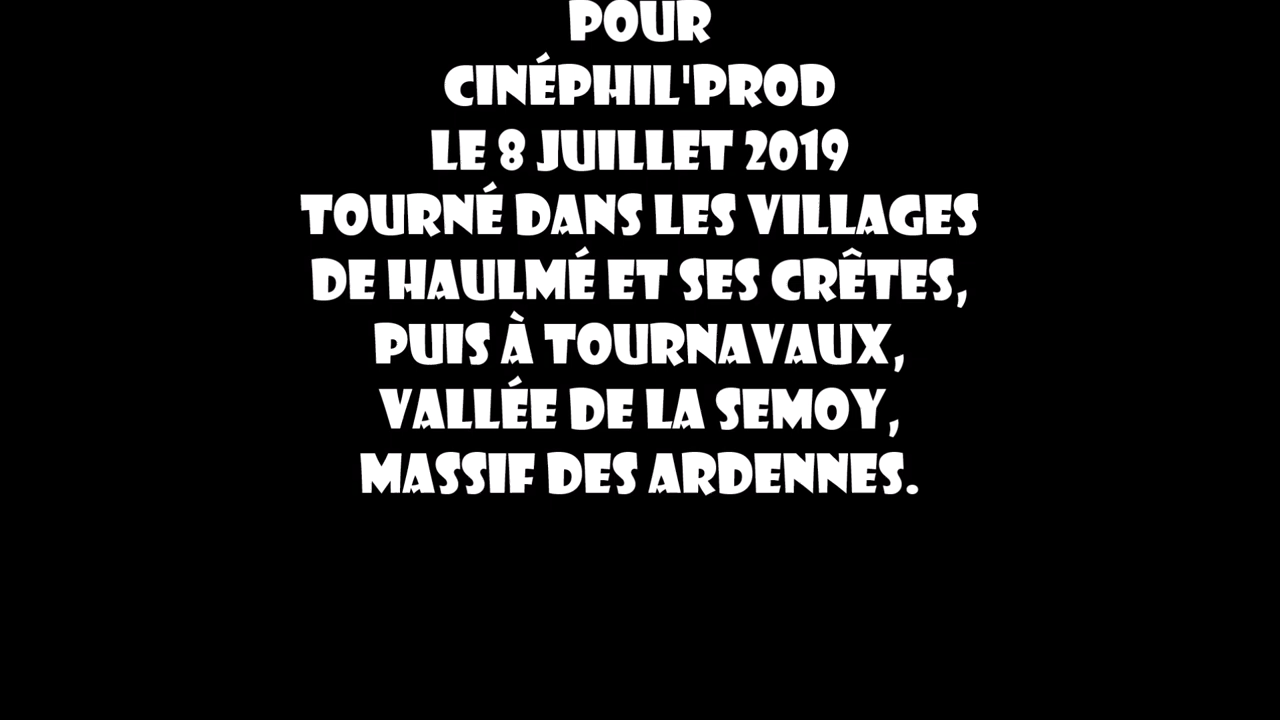 POUR
CINÉPHIL'PROD
LE 8 JUILLET 2019
TOURNÉ DANS LES VILLAGES
DE HAULMÉ ET SES CRÊTES,
PUIS À TOURNAVAUX,
VALLÉE DE LA SEMOY,
MASSIF DES ARDENNES.